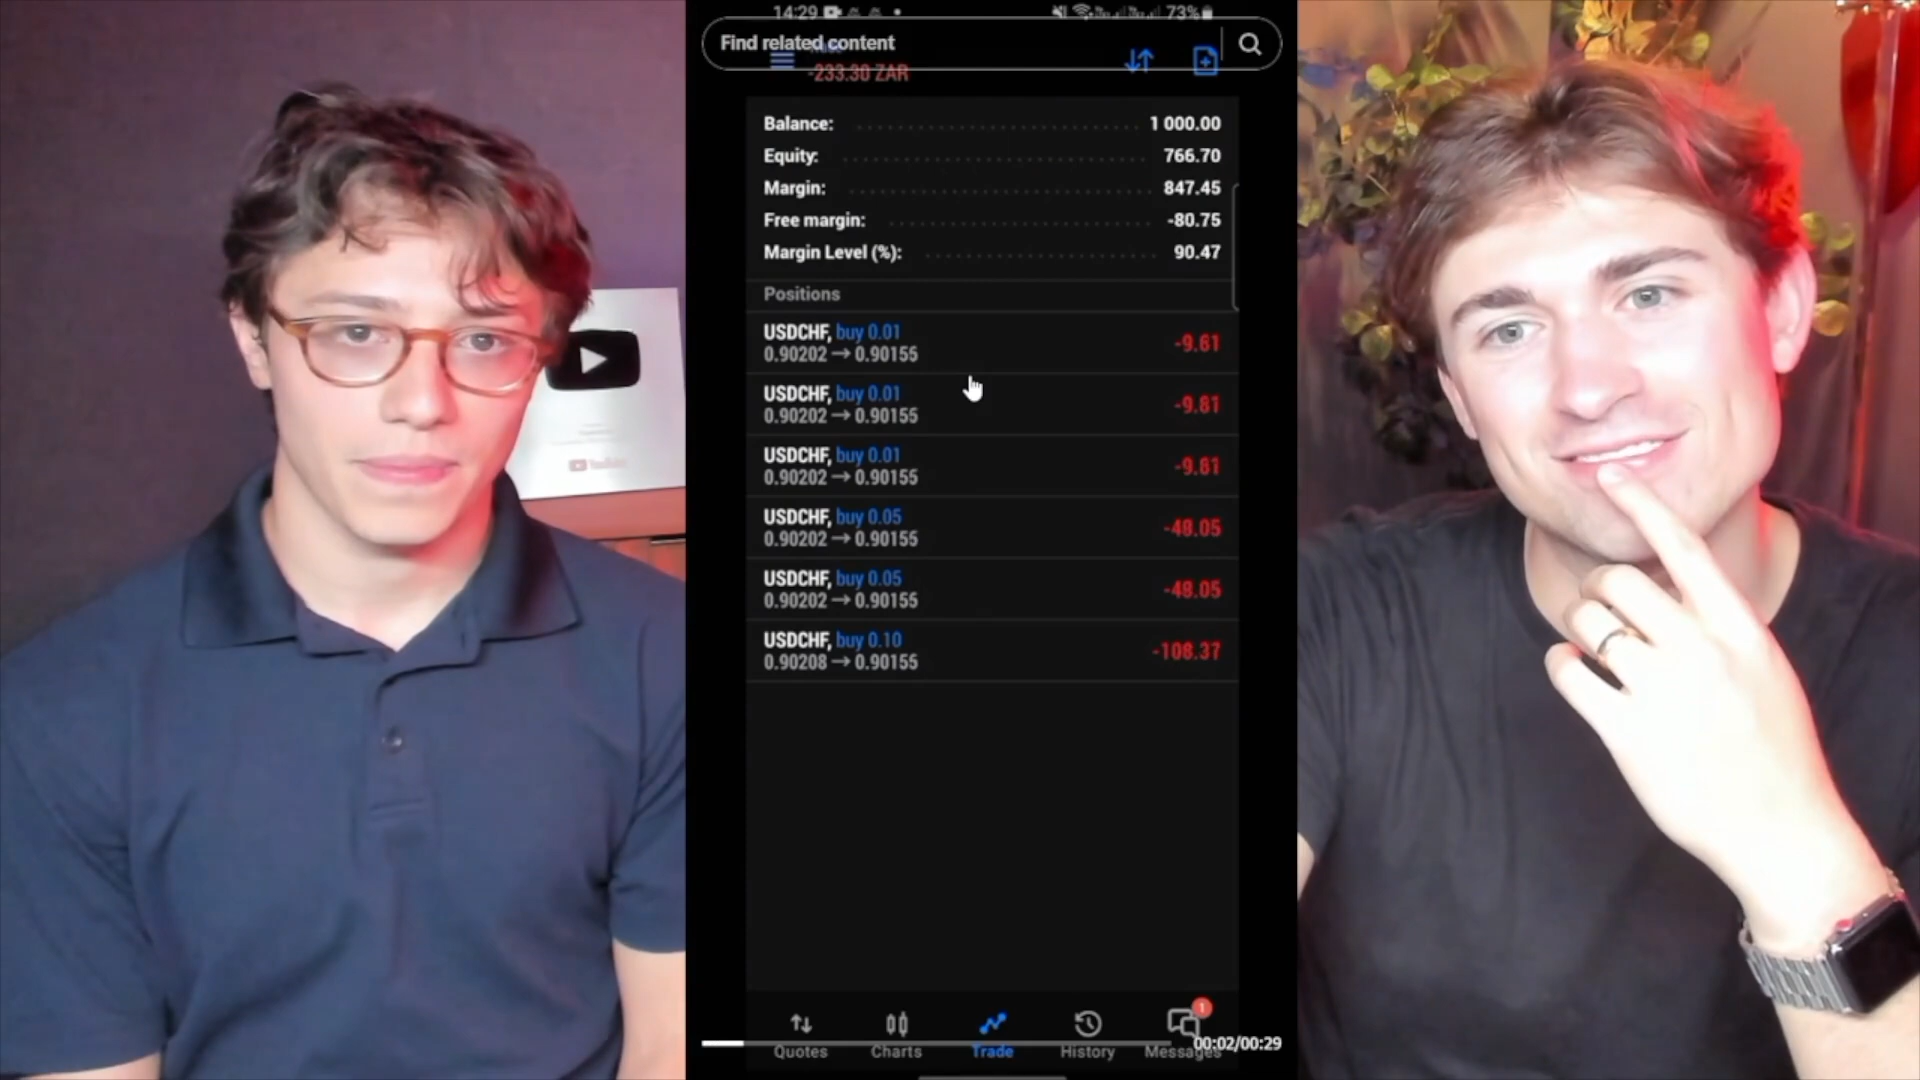 14:29 73%
Find related content
-233.30 ZAR
Balance: 1 000.00
Equity: 766.70
Margin: 847.45
Free margin: -80.75
Margin Level (%): 90.47
Positions
USDCHF, buy 0.01
0.90202 → 0.90155 -9.61
USDCHF, buy 0.01
0.90202 → 0.90155 -9.61
USDCHF, buy 0.01
0.90202 → 0.90155 -9.61
USDCHF, buy 0.05
0.90202 → 0.90155 -48.05
USDCHF, buy 0.05
0.90202 → 0.90155 -48.05
USDCHF, buy 0.10
0.90208 → 0.90155 -108.37
1
00:02/00:29
Quotes Charts Trade History Messages